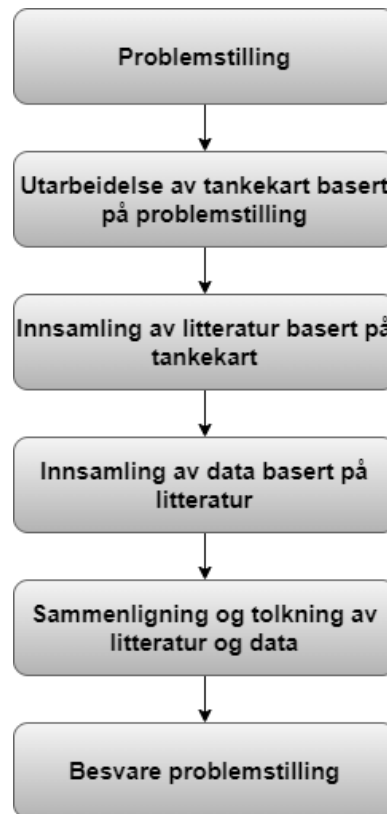 Problemstilling
Utarbeidelse av tankekart basert
på problemstilling
Innsamling av litteratur basert på
tankekart
Innsamling av data basert på
litteratur
Sammenligning og tolkning av
litteratur og data
Besvare problemstilling